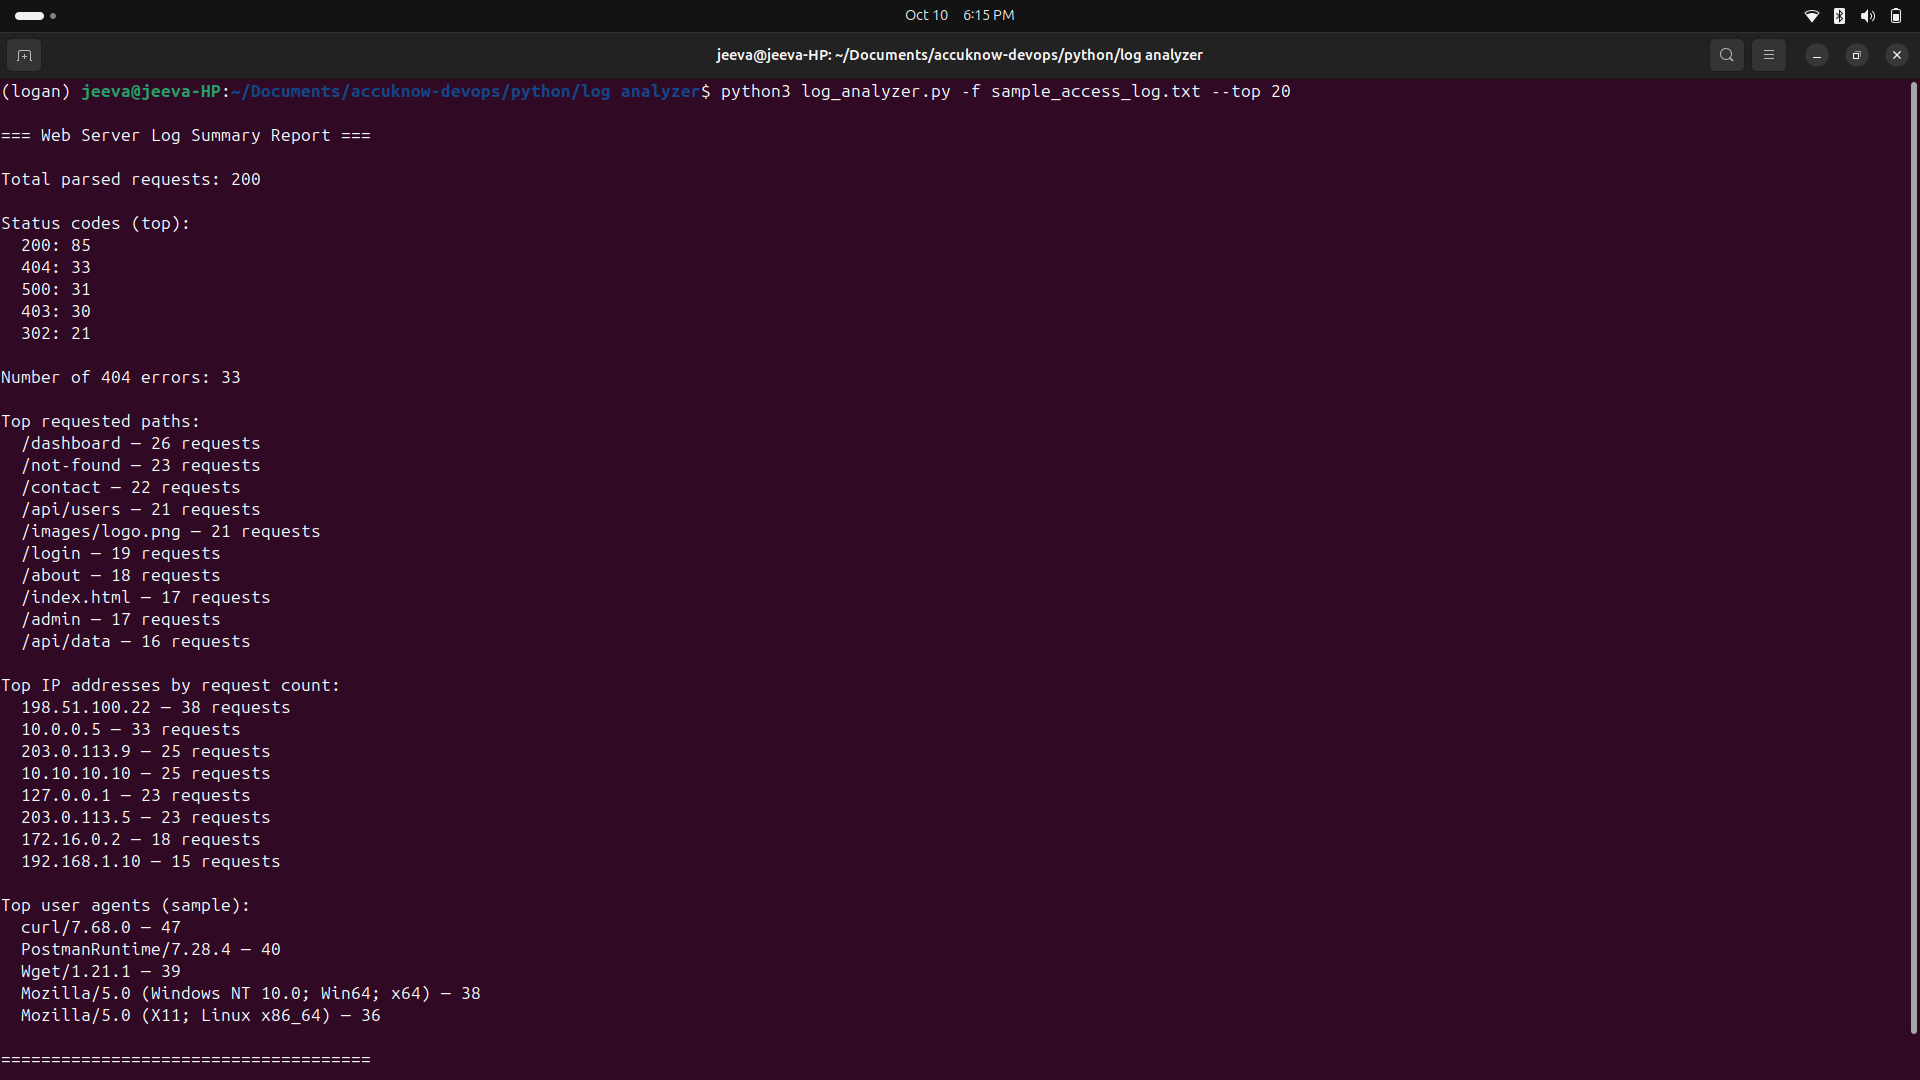 Oct 10 6:15 PM
jeeva@jeeva-HP: ~/Documents/accuknow-devops/python/log analyzer
(logan) jeeva@jeeva-HP:~/Documents/accuknow-devops/python/log analyzer$ python3 log_analyzer.py -f sample_access_log.txt --top 20
=== Web Server Log Summary Report ===
Total parsed requests: 200
Status codes (top):
200: 85
404: 33
500: 31
403: 30
302: 21
Number of 404 errors: 33
Top requested paths:
/dashboard — 26 requests
/not-found — 23 requests
/contact — 22 requests
/api/users — 21 requests
/images/logo.png — 21 requests
/login — 19 requests
/about — 18 requests
/index.html — 17 requests
/admin — 17 requests
/api/data — 16 requests
Top IP addresses by request count:
198.51.100.22 — 38 requests
10.0.0.5 — 33 requests
203.0.113.9 — 25 requests
10.10.10.10 — 25 requests
127.0.0.1 — 23 requests
203.0.113.5 — 23 requests
172.16.0.2 — 18 requests
192.168.1.10 — 15 requests
Top user agents (sample):
curl/7.68.0 — 47
PostmanRuntime/7.28.4 — 40
Wget/1.21.1 — 39
Mozilla/5.0 (Windows NT 10.0; Win64; x64) — 38
Mozilla/5.0 (X11; Linux x86_64) — 36
=====================================